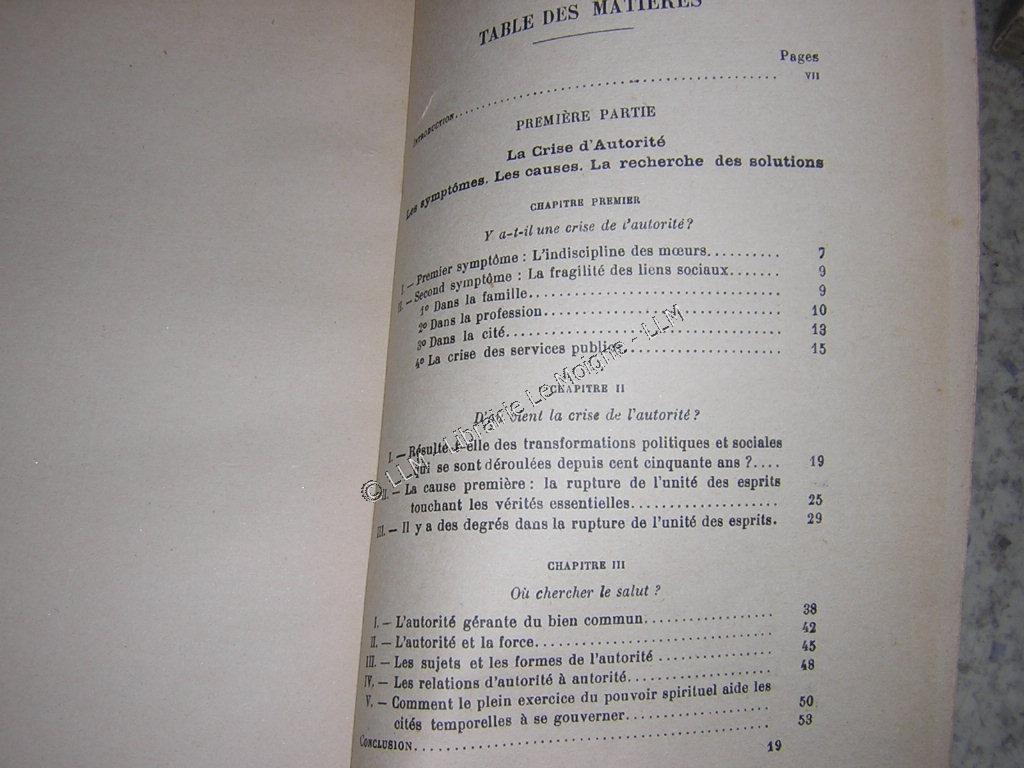 TABLE DES MATIÈRES
Pages
INTRODUCTION.................. VII
PREMIÈRE PARTIE
La Crise d'Autorité
Les symptômes. Les causes. La recherche des solutions
CHAPITRE PREMIER
Y a-t-il une crise de l'autorité ?
I. — Premier symptôme : L'indiscipline des mœurs.......... 7
II. — Second symptôme : La fragilité des liens sociaux....... 9
1º Dans la famille.................. 9
2º Dans la profession.................. 10
3º Dans la cité.................. 13
4º La crise des services publics.................. 15
CHAPITRE II
D'où vient la crise de l'autorité ?
I. — Résulte-t-elle des transformations politiques et sociales
qui se sont déroulées depuis cent cinquante ans ?.... 19
II. — La cause première : la rupture de l'unité des esprits
touchant les vérités essentielles.................. 25
III. — Il y a des degrés dans la rupture de l'unité des esprits. 29
CHAPITRE III
Où chercher le salut ?
I. — L'autorité gérante du bien commun.................. 38
II. — L'autorité et la force.................. 42
III. — Les sujets et les formes de l'autorité .................. 45
IV. — Les relations d'autorité à autorité.................. 48
V. — Comment le plein exercice du pouvoir spirituel aide les
cités temporelles à se gouverner.................. 50
CONCLUSION.................. 53
19
© LLM - Librairie Le Moigne - LLM